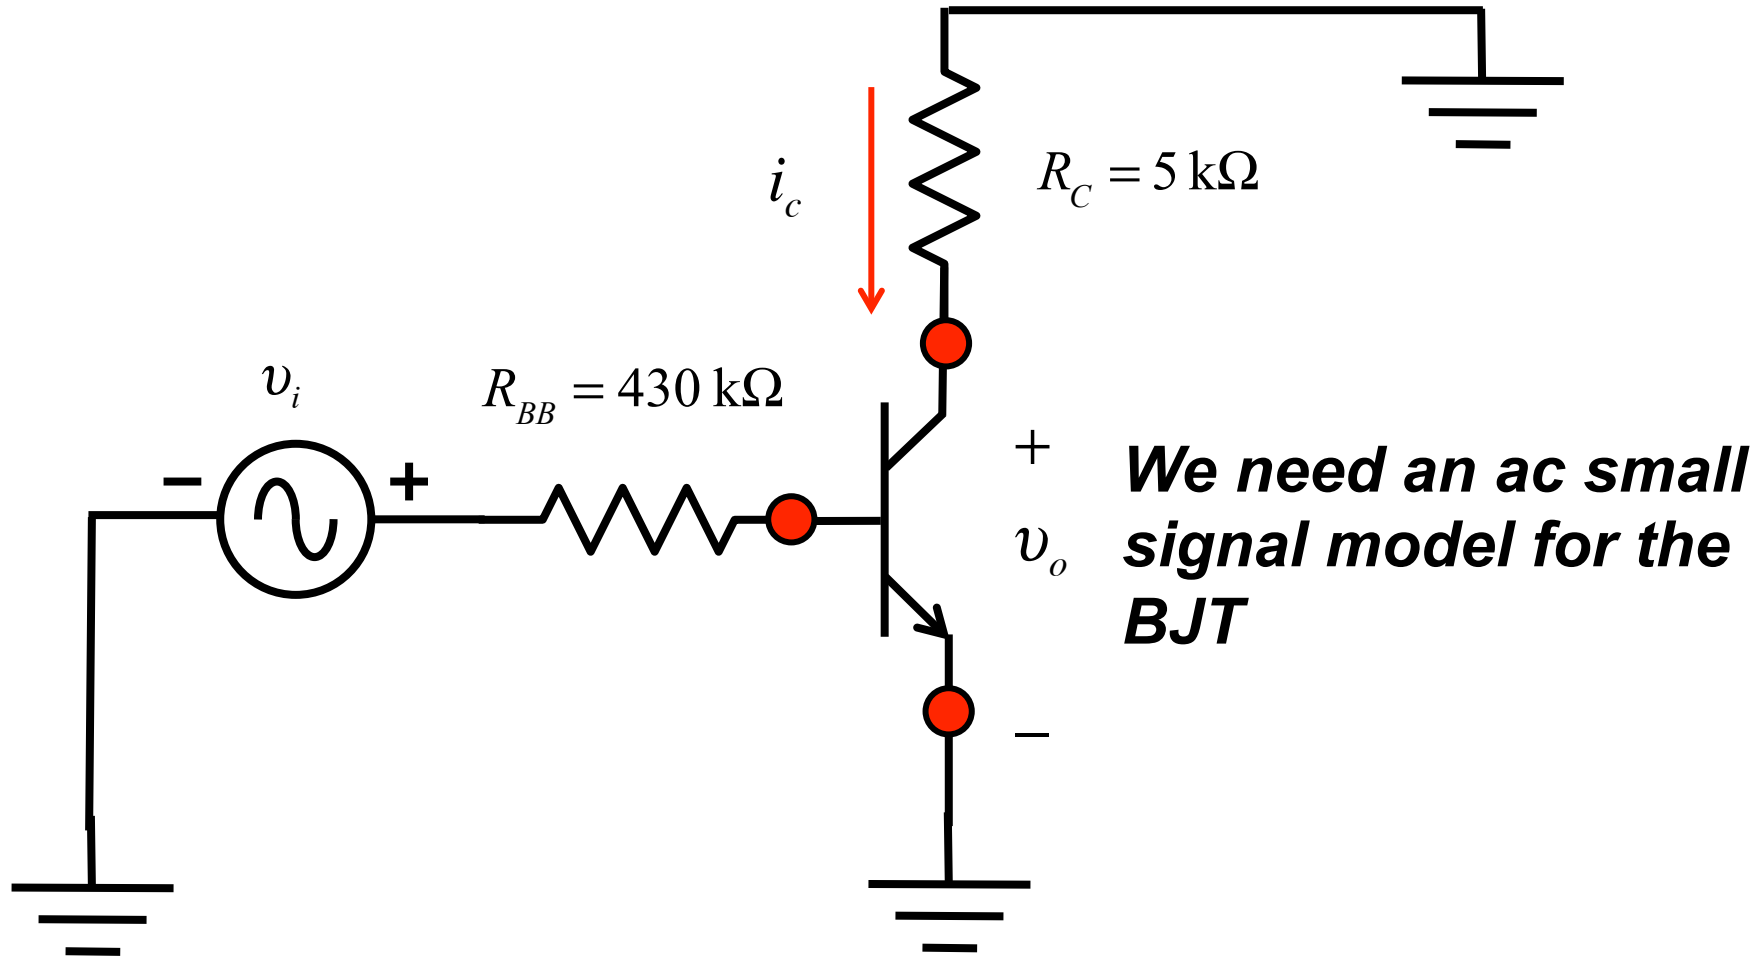 i_c
R_C = 5 kΩ
υ_i
R_BB = 430 kΩ
− +
+
υ_o
−
We need an ac small
signal model for the
BJT